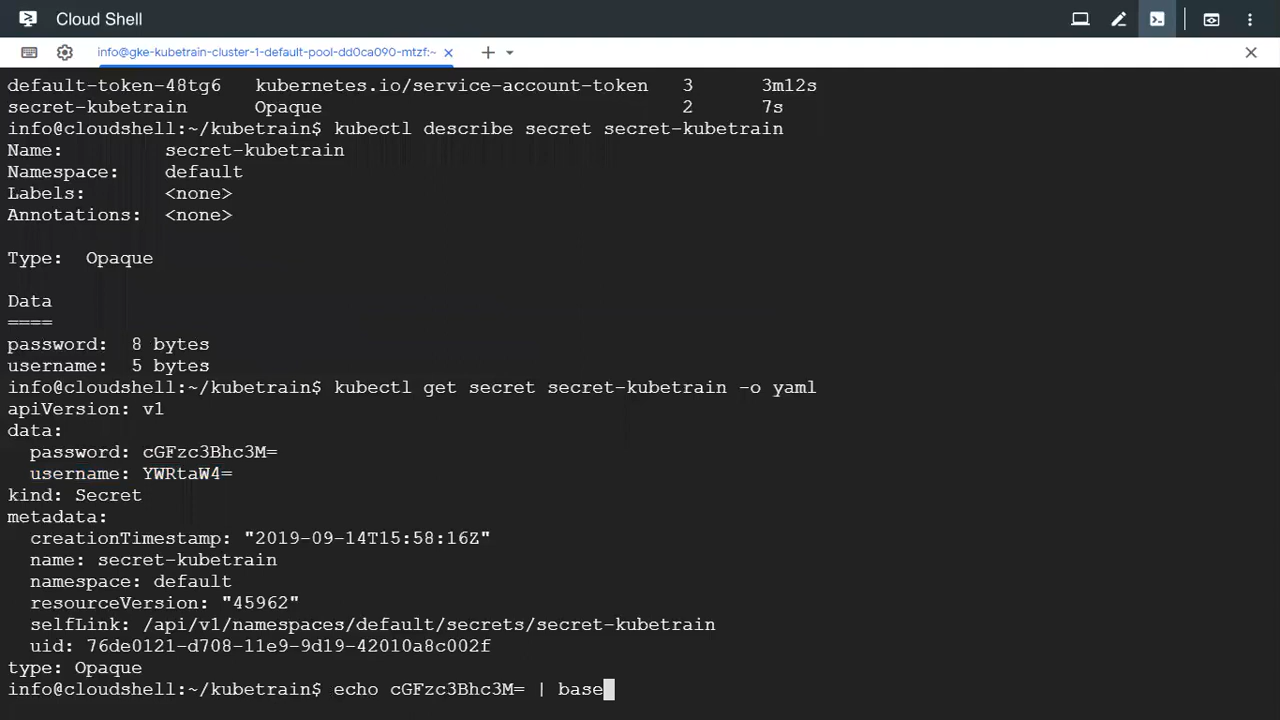 Cloud Shell
info@gke-kubetrain-cluster-1-default-pool-dd0ca090-mtzf:~
default-token-48tg6 kubernetes.io/service-account-token 3 3m12s
secret-kubetrain Opaque 2 7s
info@cloudshell:~/kubetrain$ kubectl describe secret secret-kubetrain
Name: secret-kubetrain
Namespace: default
Labels: <none>
Annotations: <none>
Type: Opaque
Data
====
password: 8 bytes
username: 5 bytes
info@cloudshell:~/kubetrain$ kubectl get secret secret-kubetrain -o yaml
apiVersion: v1
data:
password: cGFzc3Bhc3M=
username: YWRtaW4=
kind: Secret
metadata:
creationTimestamp: "2019-09-14T15:58:16Z"
name: secret-kubetrain
namespace: default
resourceVersion: "45962"
selfLink: /api/v1/namespaces/default/secrets/secret-kubetrain
uid: 76de0121-d708-11e9-9d19-42010a8c002f
type: Opaque
info@cloudshell:~/kubetrain$ echo cGFzc3Bhc3M= | base